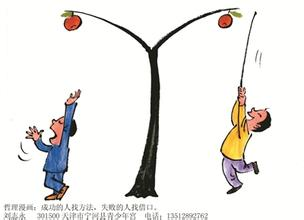 哲理漫画：成功的人找方法，失败的人找借口。
刘志永    301500 天津市宁河县青少年宫    电话：13512892762